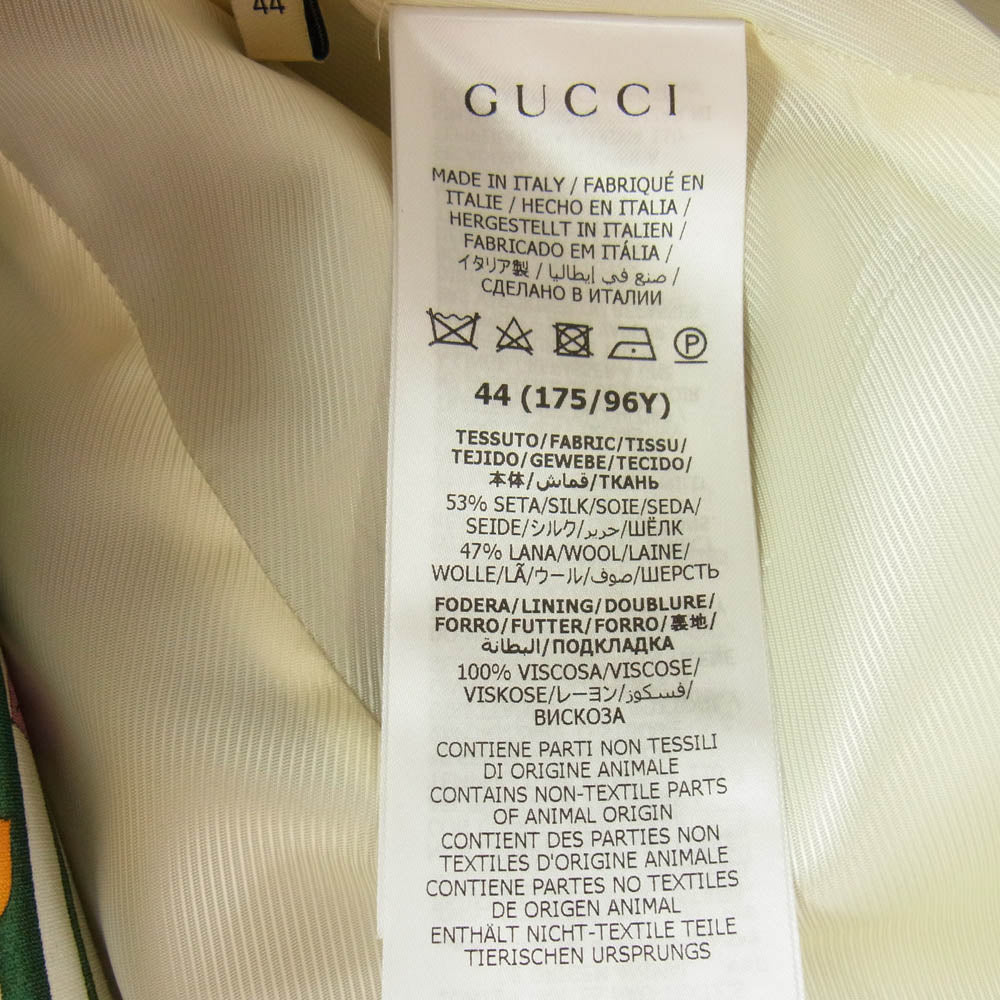 44
GUCCI
MADE IN ITALY / FABRIQUÉ EN
ITALIE / HECHO EN ITALIA /
HERGESTELLT IN ITALIEN /
FABRICADO EM ITÁLIA /
イタリア製 / صنع في إيطاليا /
СДЕЛАНО В ИТАЛИИ
P
44 (175/96Y)
TESSUTO/FABRIC/TISSU/
TEJIDO/GEWEBE/TECIDO/
本体/قماش/ТКАНЬ
53% SETA/SILK/SOIE/SEDA/
SEIDE/シルク/حرير/ШЁЛК
47% LANA/WOOL/LAINE/
WOLLE/LÃ/ウール/صوف/ШЕРСТЬ
FODERA/LINING/DOUBLURE/
FORRO/FUTTER/FORRO/裏地/
البطانة/ПОДКЛАДКА
100% VISCOSA/VISCOSE/
VISKOSE/レーヨン/فسكوز/
ВИСКОЗА
CONTIENE PARTI NON TESSILI
DI ORIGINE ANIMALE
CONTAINS NON-TEXTILE PARTS
OF ANIMAL ORIGIN
CONTIENT DES PARTIES NON
TEXTILES D'ORIGINE ANIMALE
CONTIENE PARTES NO TEXTILES
DE ORIGEN ANIMAL
ENTHÄLT NICHT-TEXTILE TEILE
TIERISCHEN URSPRUNGS